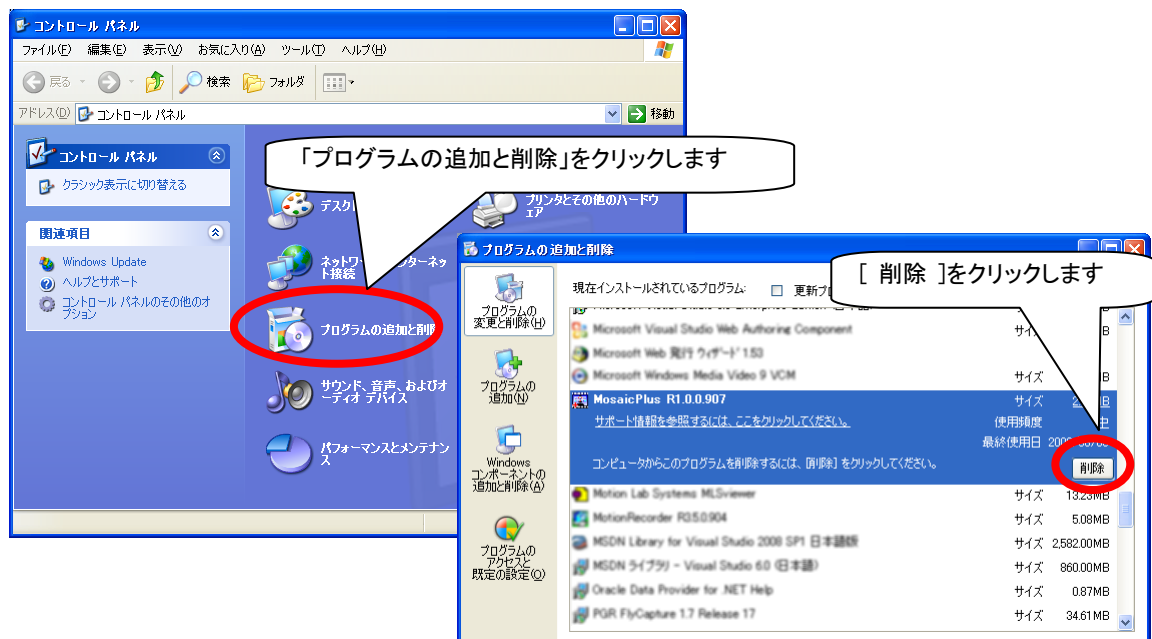 コントロール パネル
ファイル(F) 編集(E) 表示(V) お気に入り(A) ツール(T) ヘルプ(H)
戻る 検索 フォルダ
アドレス(D) コントロール パネル 移動
コントロール パネル
クラシック表示に切り替える
関連項目
Windows Update
ヘルプとサポート
コントロール パネルのその他のオ
プション
「プログラムの追加と削除」をクリックします
デスク
プリンタとその他のハードウ
ェア
ネットワ
ターネッ
ト接続
プログラムの追加と削除
サウンド、音声、およびオ
ーディオ デバイス
パフォーマンスとメンテナン
ス
プログラムの追加と削除
[ 削除 ]をクリックします
プログラムの
変更と削除(H)
プログラムの
追加(N)
Windows
コンポーネントの
追加と削除(A)
プログラムの
アクセスと
既定の設定(O)
現在インストールされているプログラム: 更新プ
Microsoft Visual Studio Web Authoring Component サイ B
Microsoft Web 発行 ウィザード 1.53
Microsoft Windows Media Video 9 VCM サイズ B
MosaicPlus R1.0.0.907 サイズ
サポート情報を参照するには、ここをクリックしてください。 使用頻度 中
最終使用日
コンピュータからこのプログラムを削除するには、[削除] をクリックしてください。 削除
Motion Lab Systems MLSviewer サイズ 13.23MB
MotionRecorder R3.5.0.904 サイズ 5.08MB
MSDN Library for Visual Studio 2008 SP1 日本語版 サイズ 2,582.00MB
MSDN ライブラリ - Visual Studio 6.0 (日本語) サイズ 860.00MB
Oracle Data Provider for .NET Help サイズ 0.87MB
PGR FlyCapture 1.7 Release 17 サイズ 34.61MB